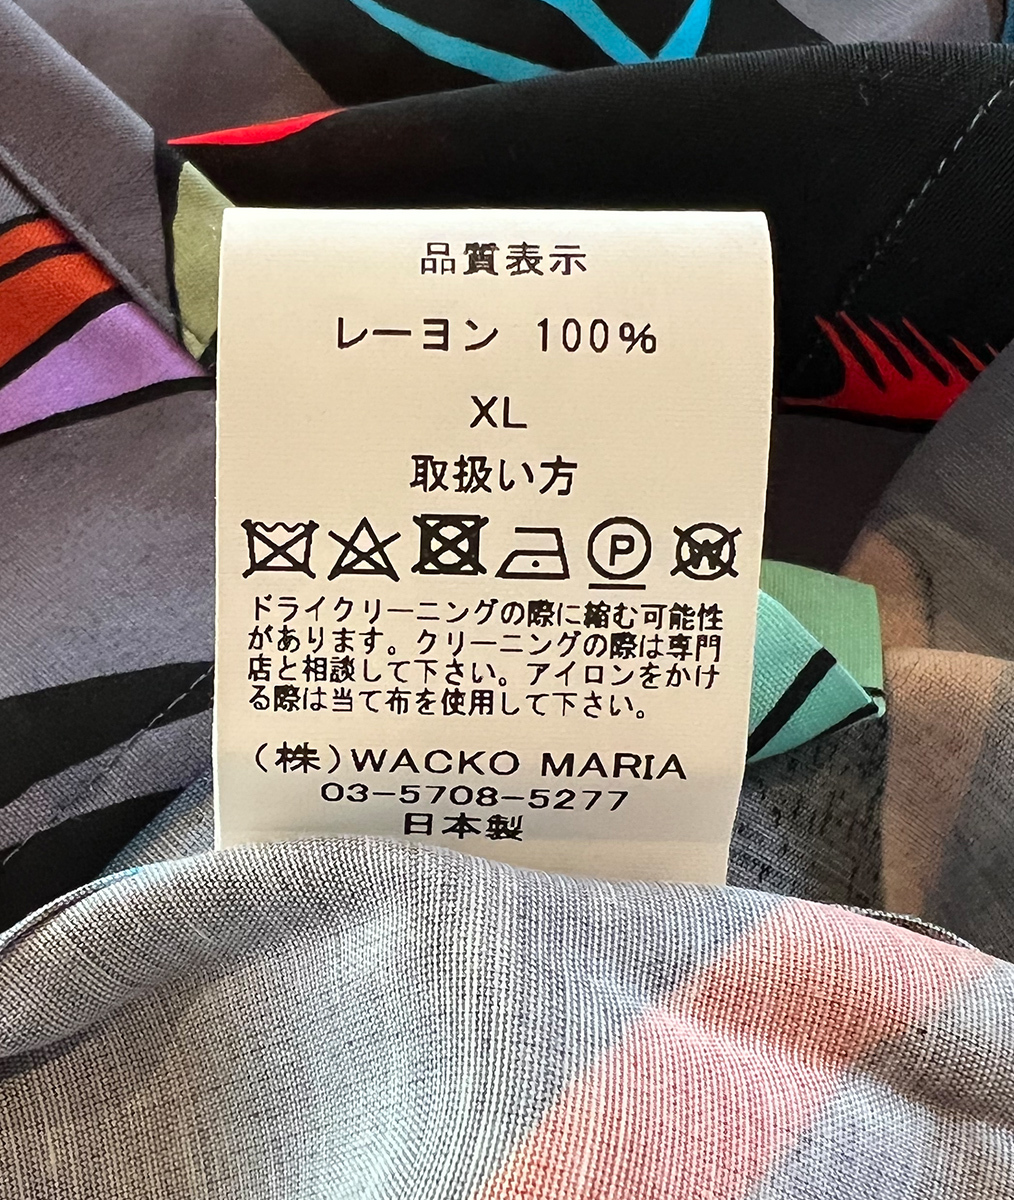 品質表示
レーヨン 100%
XL
取扱い方
P
W
ドライクリーニングの際に縮む可能性
があります。クリーニングの際は専門
店と相談して下さい。アイロンをかけ
る際は当て布を使用して下さい。
(株)WACKO MARIA
03-5708-5277
日本製